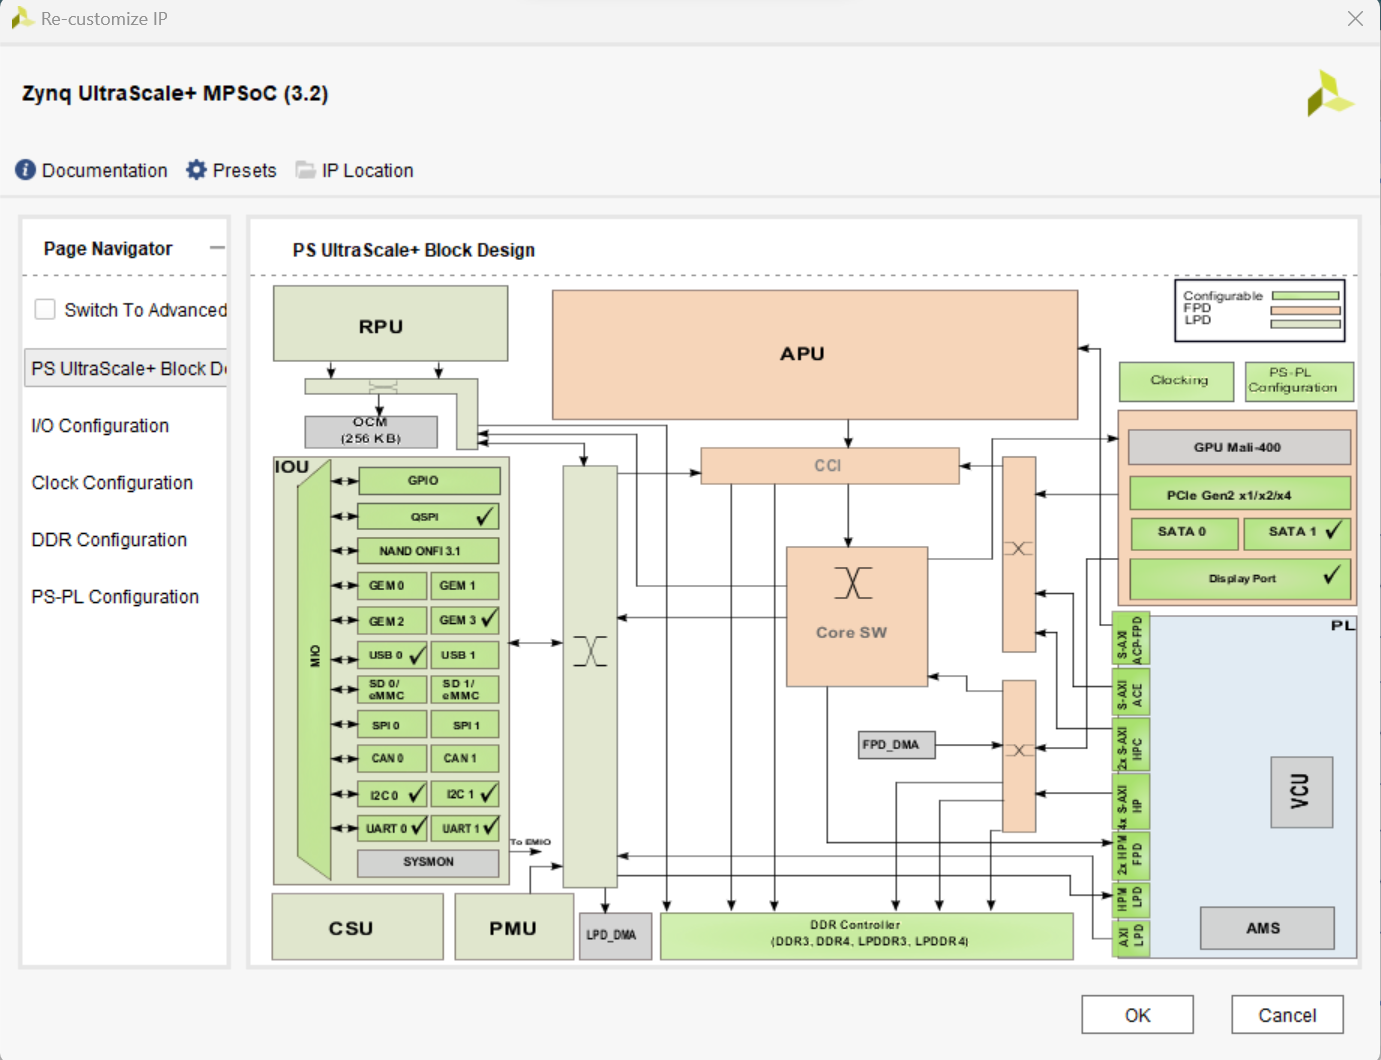 Re-customize IP
Zynq UltraScale+ MPSoC (3.2)
Documentation
Presets
IP Location
Page Navigator
Switch To Advanced
PS UltraScale+ Block De
I/O Configuration
Clock Configuration
DDR Configuration
PS-PL Configuration
PS UltraScale+ Block Design
Configurable
FPD
LPD
RPU
APU
Clocking
PS-PL
Configuration
OCM
(256 KB)
CCI
GPU Mali-400
PCIe Gen2 x1/x2/x4
SATA 0
SATA 1
Display Port
IOU
MIO
GPIO
QSPI
NAND ONFI 3.1
GEM 0
GEM 1
GEM 2
GEM 3
USB 0
USB 1
SD 0/
eMMC
SD 1/
eMMC
SPI 0
SPI 1
CAN 0
CAN 1
I2C 0
I2C 1
UART 0
UART 1
SYSMON
To EMIO
Core SW
FPD_DMA
PL
S-AXI
ACP-FPD
S-AXI
ACE
2x S-AXI
HPC
4x S-AXI
HP
2x HPM
FPD
HPM
LPD
AXI
LPD
VCU
AMS
CSU
PMU
LPD_DMA
DDR Controller
(DDR3, DDR4, LPDDR3, LPDDR4)
OK
Cancel